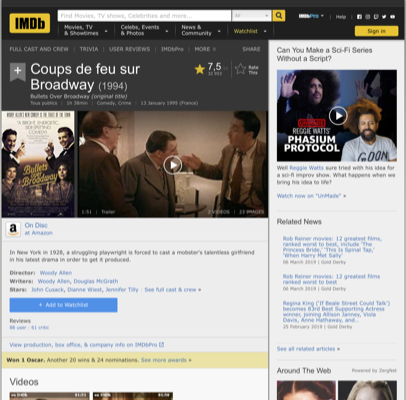 IMDb
Find Movies, TV shows, Celebrities and more...
All
IMDbPro
Help
Movies, TV
& Showtimes
Celebs, Events
& Photos
News &
Community
Watchlist
Sign in
FULL CAST AND CREW | TRIVIA | USER REVIEWS | IMDbPro | MORE
SHARE
Coups de feu sur
Broadway (1994)
Bullets Over Broadway (original title)
Tous publics | 1h 38min | Comedy, Crime | 13 January 1995 (France)
7,5
Rate
This
Bullets over
Broadway
1:51 | Trailer
2 VIDEOS | 23 IMAGES
On Disc
at Amazon
In New York in 1928, a struggling playwright is forced to cast a mobster's talentless girlfriend
in his latest drama in order to get it produced.
Director: Woody Allen
Writers: Woody Allen, Douglas McGrath
Stars: John Cusack, Dianne Wiest, Jennifer Tilly | See full cast & crew »
+ Add to Watchlist
Reviews
88 user | 61 critic
View production, box office, & company info on IMDbPro
Won 1 Oscar. Another 20 wins & 24 nominations. See more awards »
Videos
Can You Make a Sci-Fi Series
Without a Script?
REGGIE WATTS'
PHASIUM
PROTOCOL
Well Reggie Watts sure tried with his idea for
a sci-fi improv show. What happens when we
bring his idea to life?
Watch now on "UnMade" »
Related News
Rob Reiner movies: 12 greatest films,
ranked worst to best, include 'The
Princess Bride,' 'This Is Spinal Tap,'
'When Harry Met Sally'
06 March 2019 | Gold Derby
Rob Reiner movies: 12 greatest films
ranked worst to best
06 March 2019 | Gold Derby
Regina King ('If Beale Street Could Talk')
becomes 83rd Best Supporting Actress
winner, joining Allison Janney, Viola
Davis, Anne Hathaway,...
25 February 2019 | Gold Derby
See all related articles »
Around The Web
Powered by ZergNet